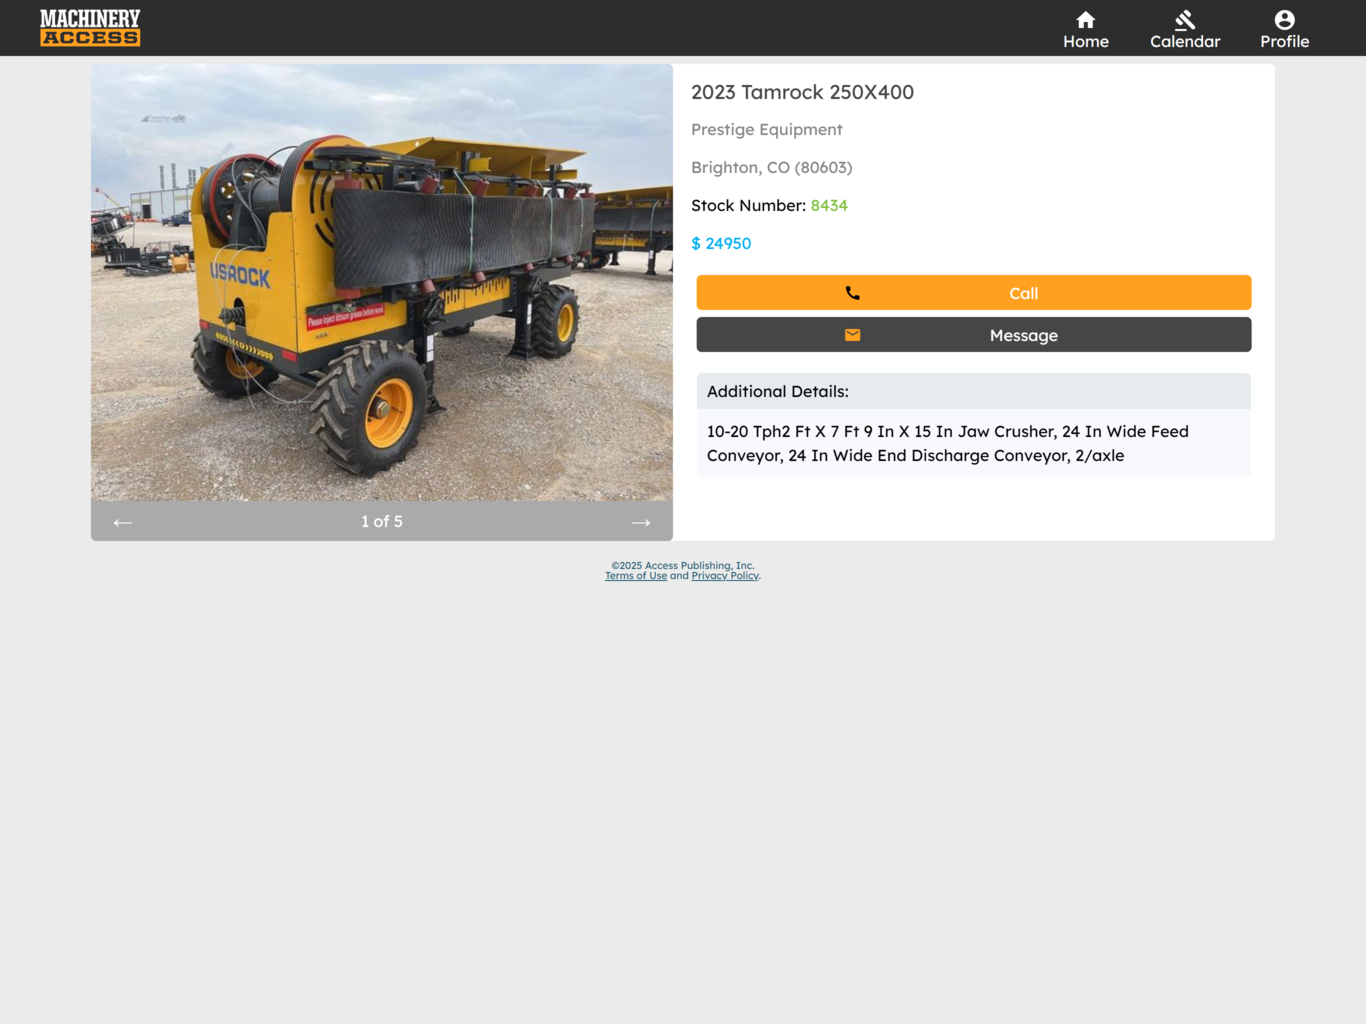 MACHINERY
ACCESS
Home
Calendar
Profile
USROCK
Please inject lithium grease before work
1 of 5
2023 Tamrock 250X400
Prestige Equipment
Brighton, CO (80603)
Stock Number: 8434
$ 24950
Call
Message
Additional Details:
10-20 Tph2 Ft X 7 Ft 9 In X 15 In Jaw Crusher, 24 In Wide Feed
Conveyor, 24 In Wide End Discharge Conveyor, 2/axle
©2025 Access Publishing, Inc.
Terms of Use and Privacy Policy.